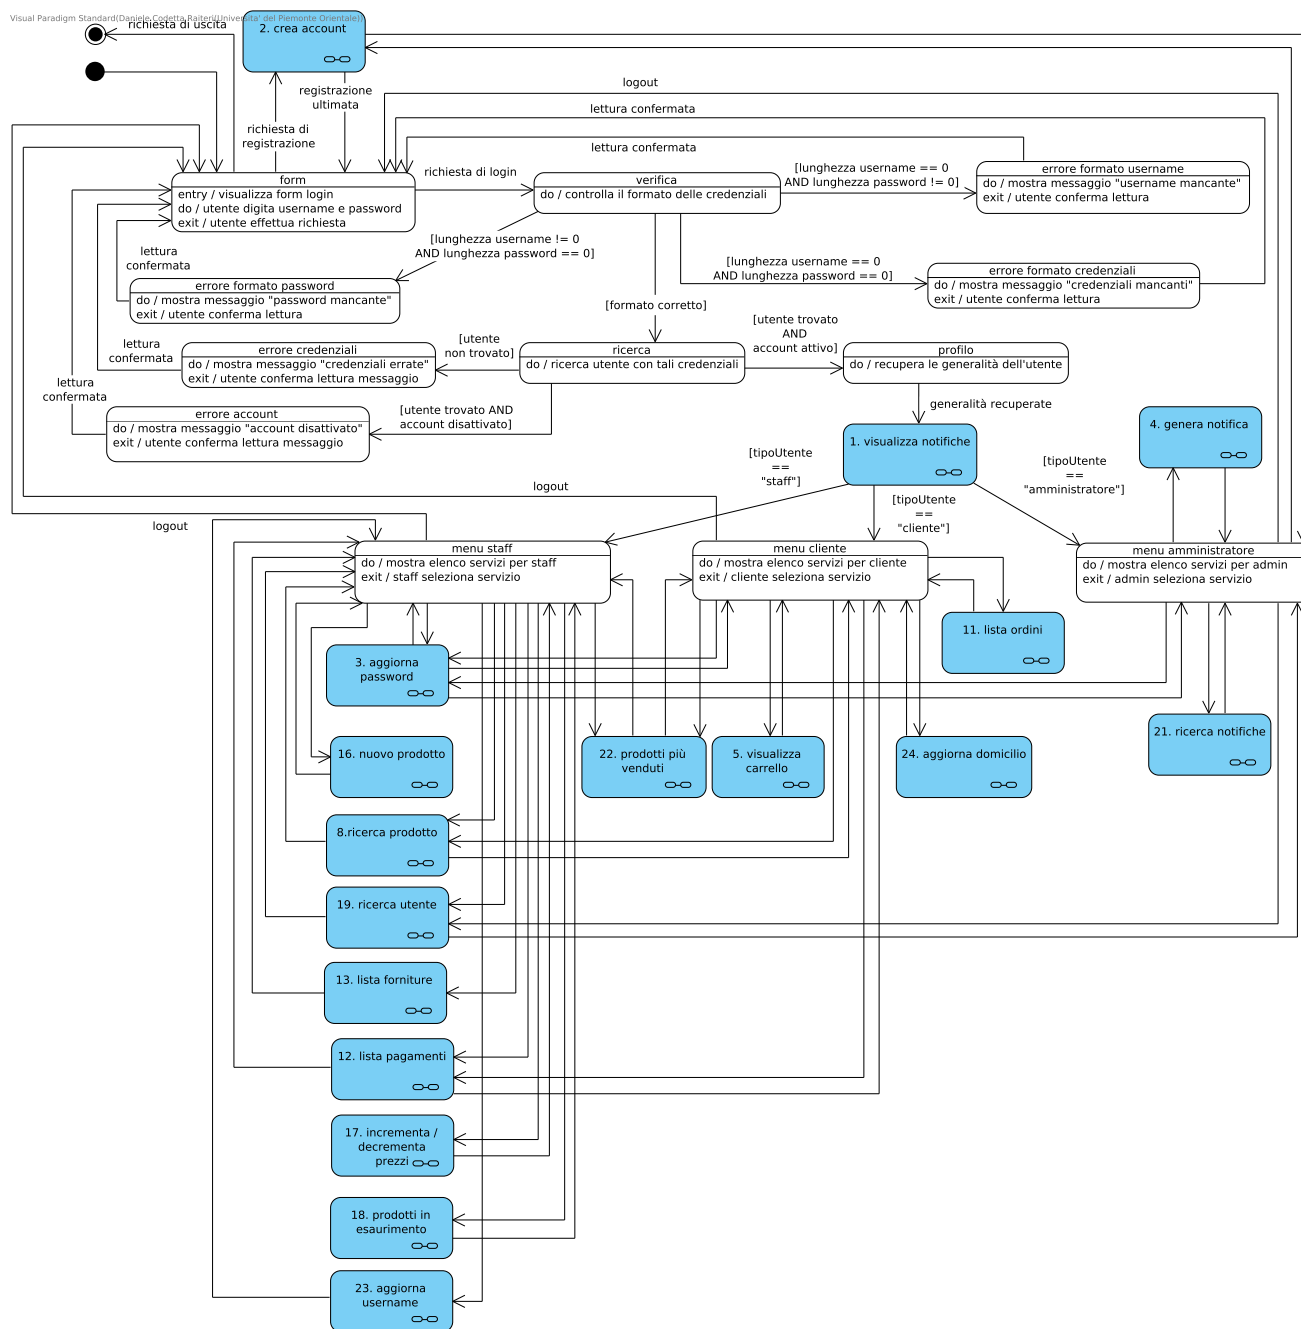 Visual Paradigm Standard(Daniele Codetta Raiteri(Universita' del Piemonte Orientale))
richiesta di uscita
2. crea account
registrazione
ultimata
richiesta di
registrazione
logout
lettura confermata
lettura confermata
form
entry / visualizza form login
do / utente digita username e password
exit / utente effettua richiesta
richiesta di login
verifica
do / controlla il formato delle credenziali
[lunghezza username == 0
AND lunghezza password != 0]
errore formato username
do / mostra messaggio "username mancante"
exit / utente conferma lettura
[lunghezza username != 0
AND lunghezza password == 0]
lettura
confermata
errore formato password
do / mostra messaggio "password mancante"
exit / utente conferma lettura
[lunghezza username == 0
AND lunghezza password == 0]
errore formato credenziali
do / mostra messaggio "credenziali mancanti"
exit / utente conferma lettura
[formato corretto]
lettura
confermata
errore credenziali
do / mostra messaggio "credenziali errate"
exit / utente conferma lettura messaggio
[utente
non trovato]
ricerca
do / ricerca utente con tali credenziali
[utente trovato
AND
account attivo]
profilo
do / recupera le generalità dell'utente
lettura
confermata
errore account
do / mostra messaggio "account disattivato"
exit / utente conferma lettura messaggio
[utente trovato AND
account disattivato]
generalità recuperate
1. visualizza notifiche
4. genera notifica
[tipoUtente
==
"staff"]
[tipoUtente
==
"cliente"]
[tipoUtente
==
"amministratore"]
logout
logout
menu staff
do / mostra elenco servizi per staff
exit / staff seleziona servizio
menu cliente
do / mostra elenco servizi per cliente
exit / cliente seleziona servizio
menu amministratore
do / mostra elenco servizi per admin
exit / admin seleziona servizio
11. lista ordini
3. aggiorna
password
16. nuovo prodotto
22. prodotti più
venduti
5. visualizza
carrello
24. aggiorna domicilio
21. ricerca notifiche
8.ricerca prodotto
19. ricerca utente
13. lista forniture
12. lista pagamenti
17. incrementa /
decrementa
prezzi
18. prodotti in
esaurimento
23. aggiorna
username